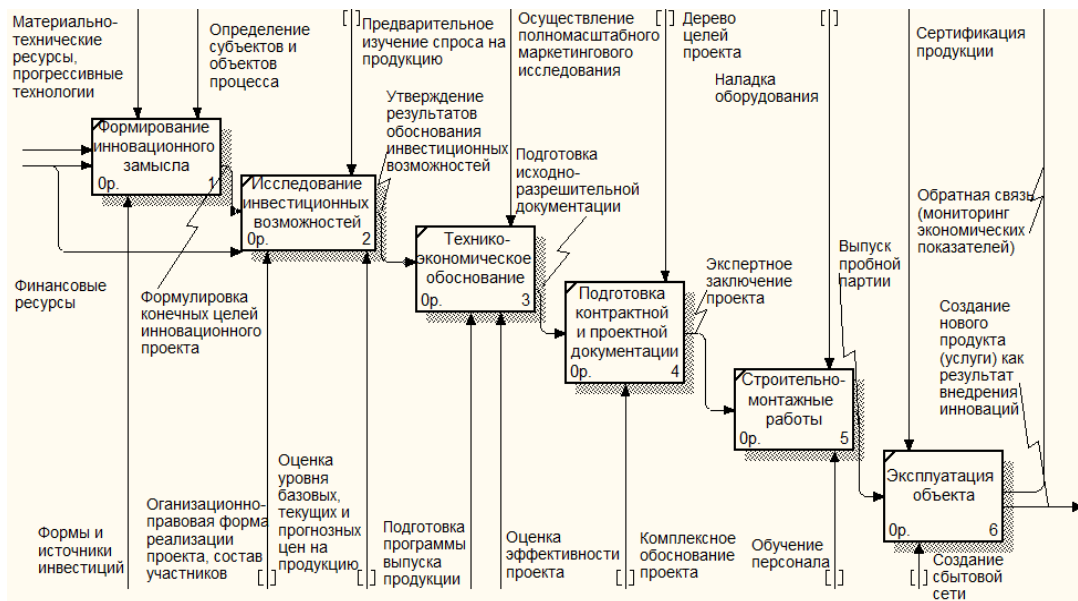 Материально-
технические
ресурсы,
прогрессивные
технологии
Определение
субъектов и
объектов
процесса
Предварительное
изучение спроса на
продукцию
Осуществление
полномасштабного
маркетингового
исследования
Дерево
целей
проекта
Наладка
оборудования
Сертификация
продукции
Формирование
инновационного
замысла
0р. 1
Утверждение
результатов
обоснования
инвестиционных
возможностей
Подготовка
исходно-
разрешительной
документации
Исследование
инвестиционных
возможностей
0р. 2
Обратная связь
(мониторинг
экономических
показателей)
Технико-
экономическое
обоснование
0р. 3
Выпуск
пробной
партии
Экспертное
заключение
проекта
Финансовые
ресурсы
Формулировка
конечных целей
инновационного
проекта
Подготовка
контрактной
и проектной
документации
0р. 4
Создание
нового
продукта
(услуги) как
результат
внедрения
инноваций
Строительно-
монтажные
работы
0р. 5
Эксплуатация
объекта
0р. 6
Формы и
источники
инвестиций
Оганизационно-
правовая форма
реализации
проекта, состав
участников
Оценка
уровня
базовых,
текущих и
прогнозных
цен на
продукцию
Подготовка
программы
выпуска
продукции
Оценка
эффективности
проекта
Комплексное
обоснование
проекта
Обучение
персонала
Создание
сбытовой
сети